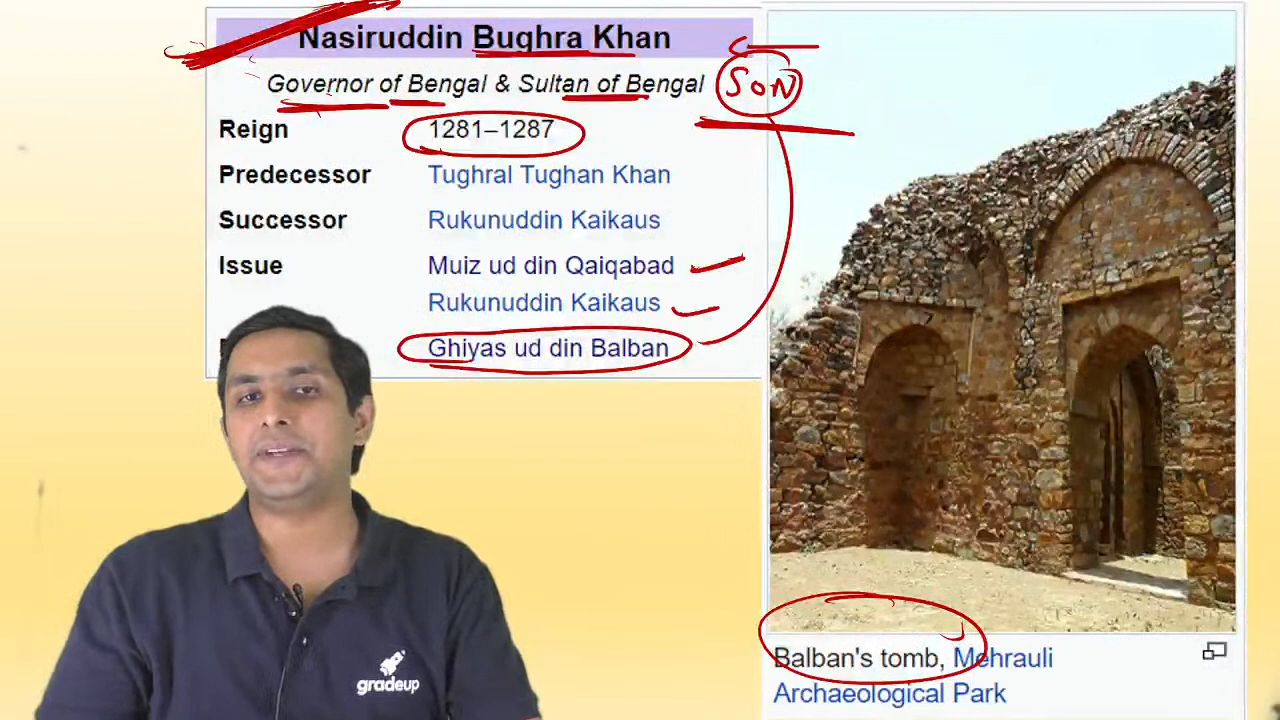 Nasiruddin Bughra Khan
Governor of Bengal & Sultan of Bengal
SON
Reign 1281–1287
Predecessor Tughral Tughan Khan
Successor Rukunuddin Kaikaus
Issue Muiz ud din Qaiqabad
Rukunuddin Kaikaus
Ghiyas ud din Balban
gradeup
Balban's tomb, Mehrauli
Archaeological Park